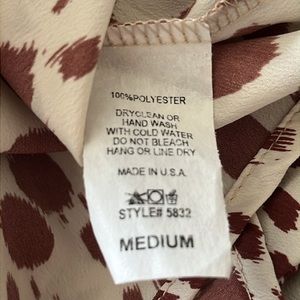 100%POLYESTER
DRYCLEAN OR
HAND WASH
WITH COLD WATER
DO NOT BLEACH
HANG OR LINE DRY
MADE IN U.S.A.
STYLE# 5832
MEDIUM